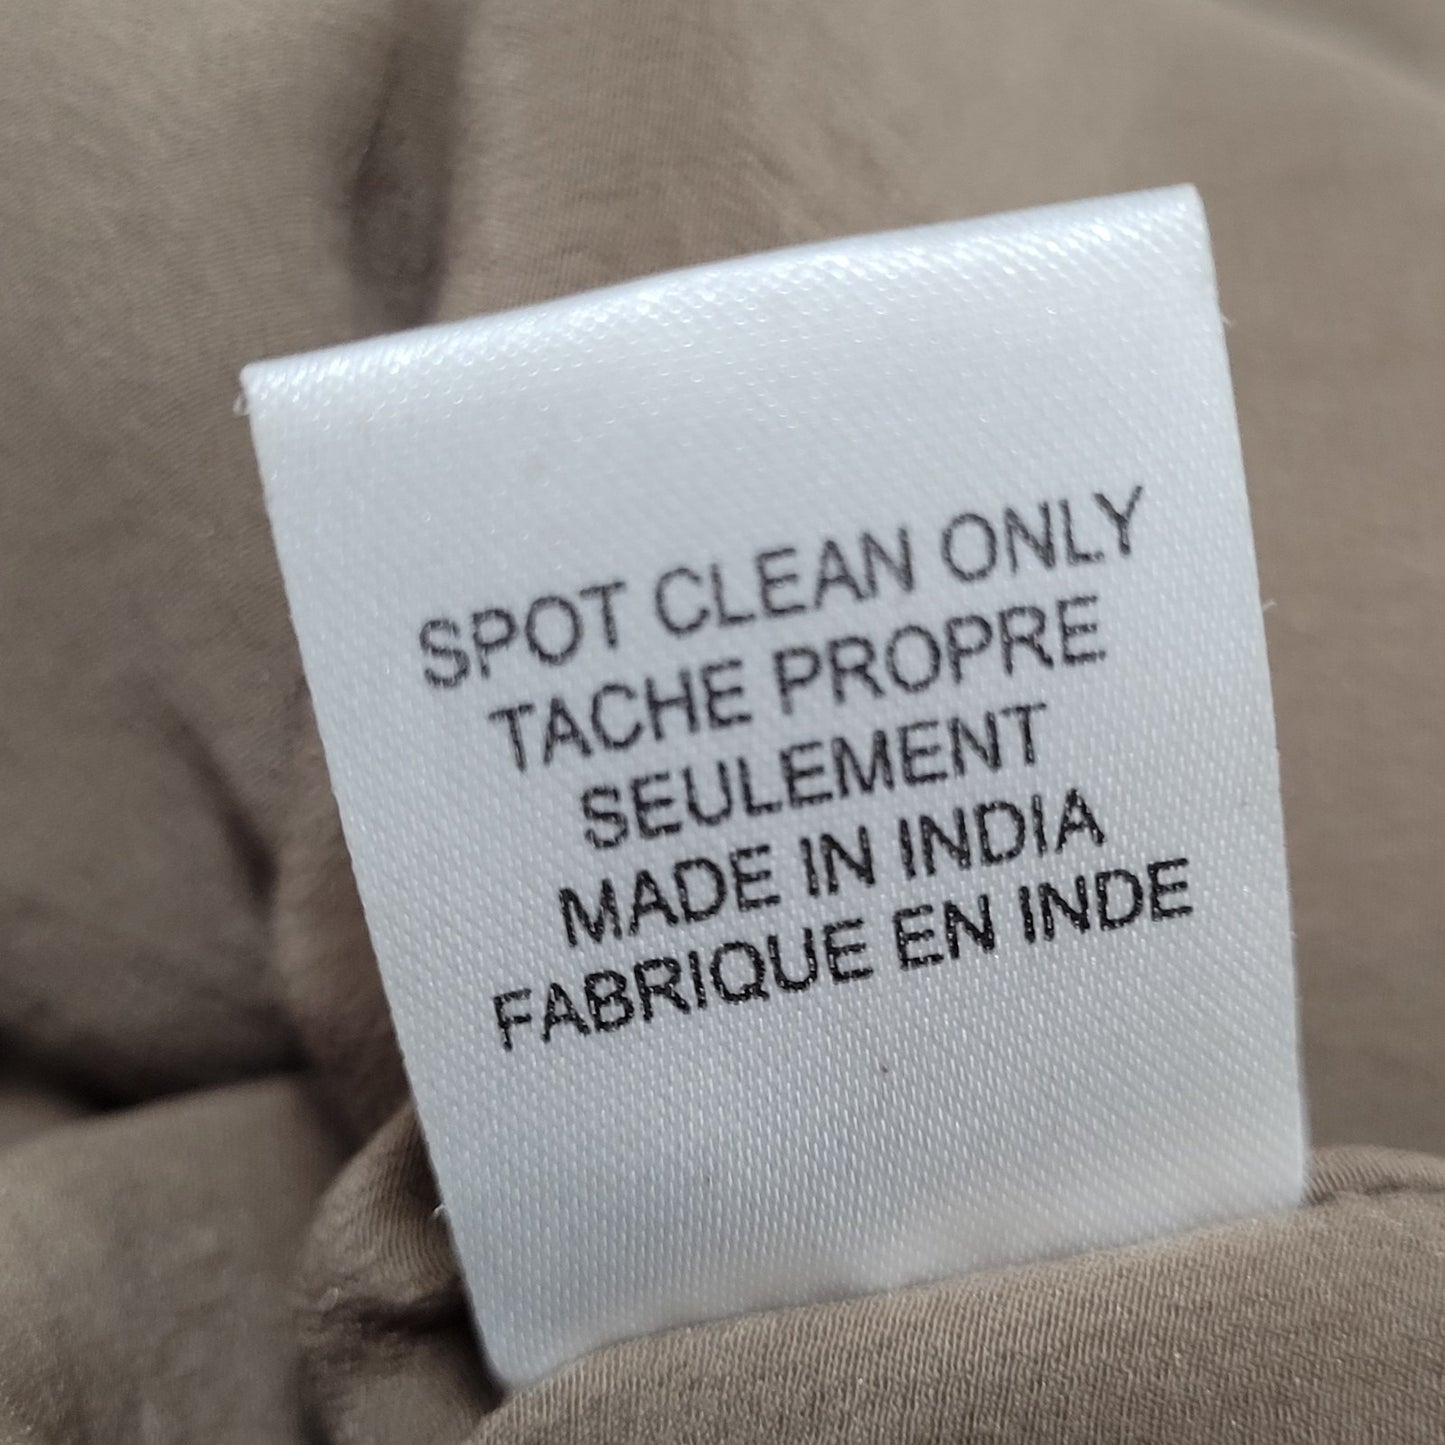 SPOT CLEAN ONLY
TACHE PROPRE
SEULEMENT
MADE IN INDIA
FABRIQUE EN INDE